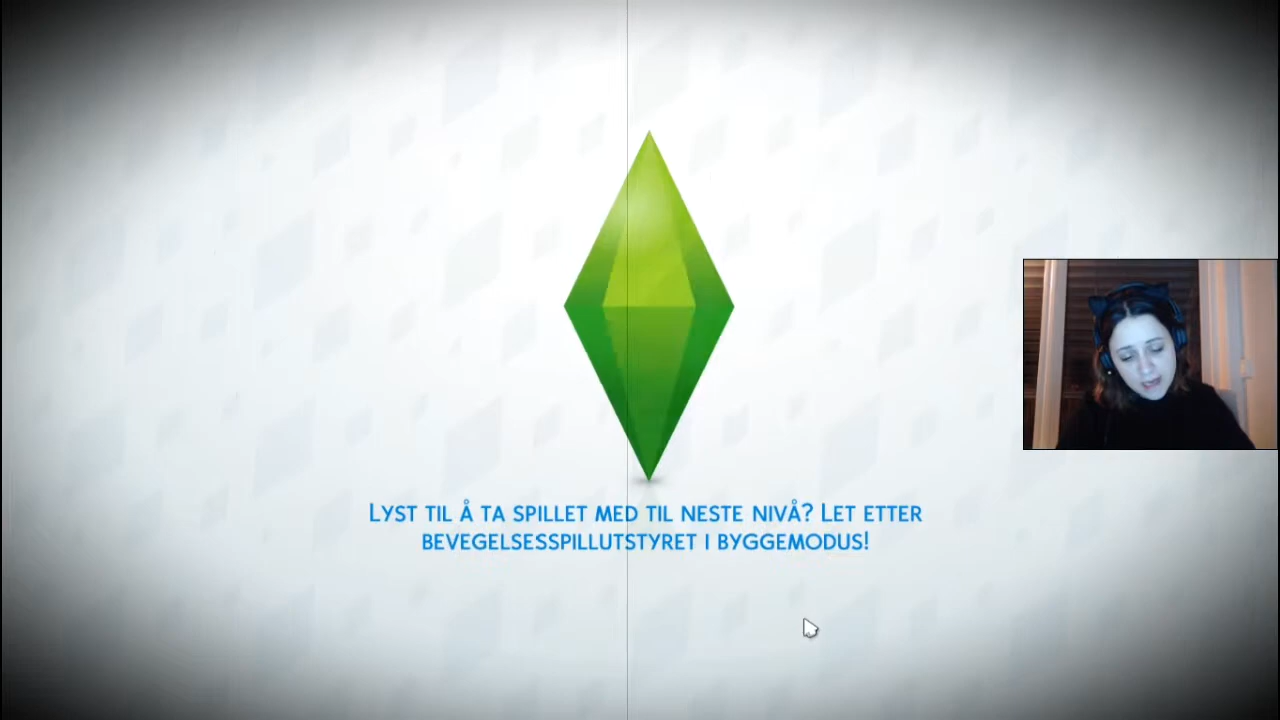 Lyst til å ta spillet med til neste nivå? Let etter
bevegelsesspillutstyret i byggemodus!